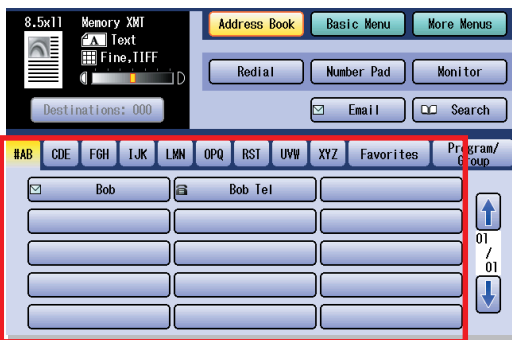 8.5x11 Memory XMT
A Text
Fine,TIFF
D
Destinations: 000
Address Book Basic Menu More Menus
Redial Number Pad Monitor
Email Search
#AB CDE FGH IJK LMN OPQ RST UVW XYZ Favorites Program/
Group
Bob Bob Tel
01
/
01